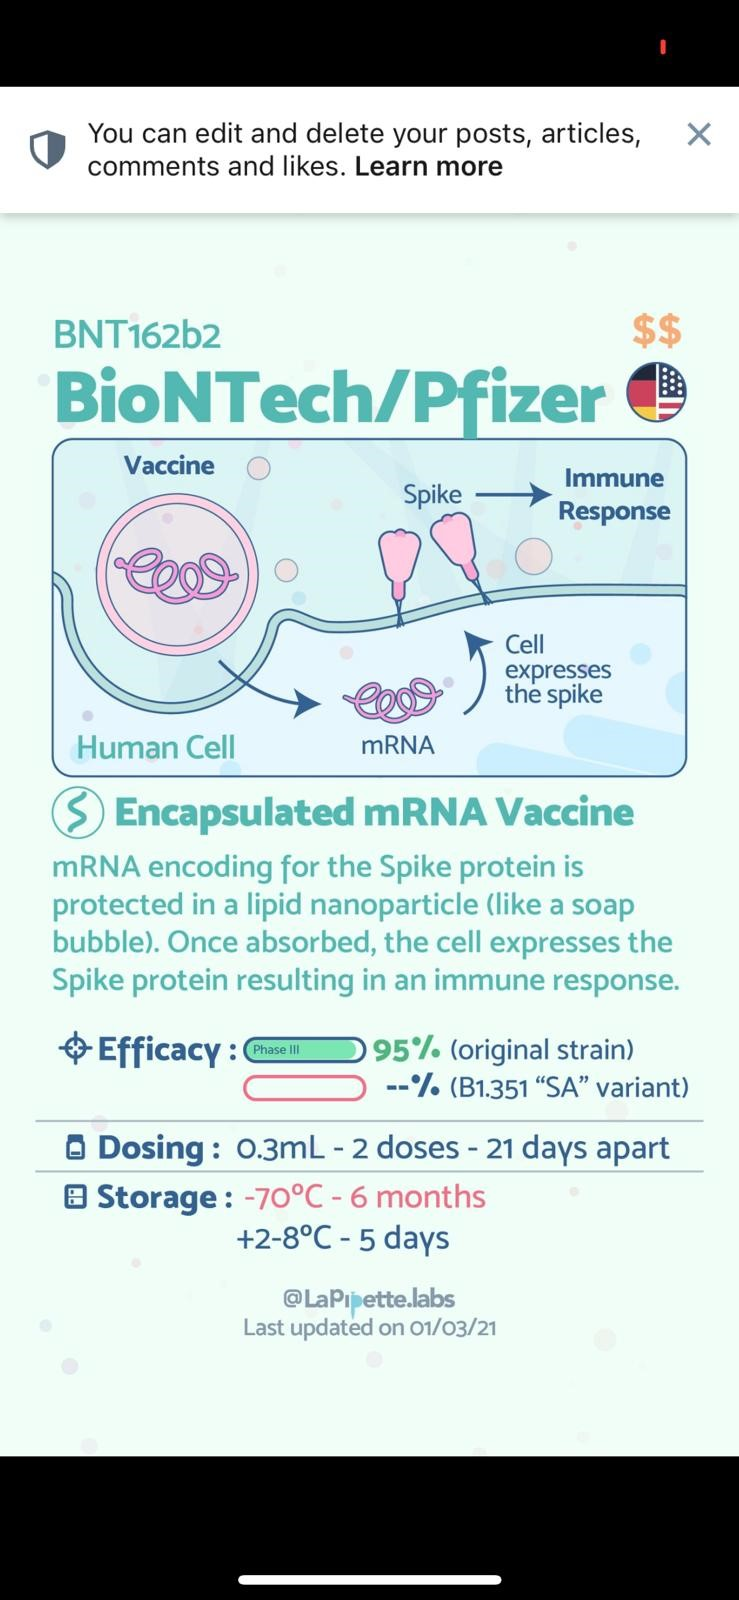 You can edit and delete your posts, articles,
comments and likes. Learn more
BNT162b2
$$
BioNTech/Pfizer
Vaccine
Spike
Immune
Response
Cell
expresses
the spike
mRNA
Human Cell
Encapsulated mRNA Vaccine
mRNA encoding for the Spike protein is
protected in a lipid nanoparticle (like a soap
bubble). Once absorbed, the cell expresses the
Spike protein resulting in an immune response.
Efficacy : Phase III 95% (original strain)
--% (B1.351 “SA” variant)
Dosing : 0.3mL - 2 doses - 21 days apart
Storage : -70ºC - 6 months
+2-8ºC - 5 days
@LaPipette.labs
Last updated on 01/03/21